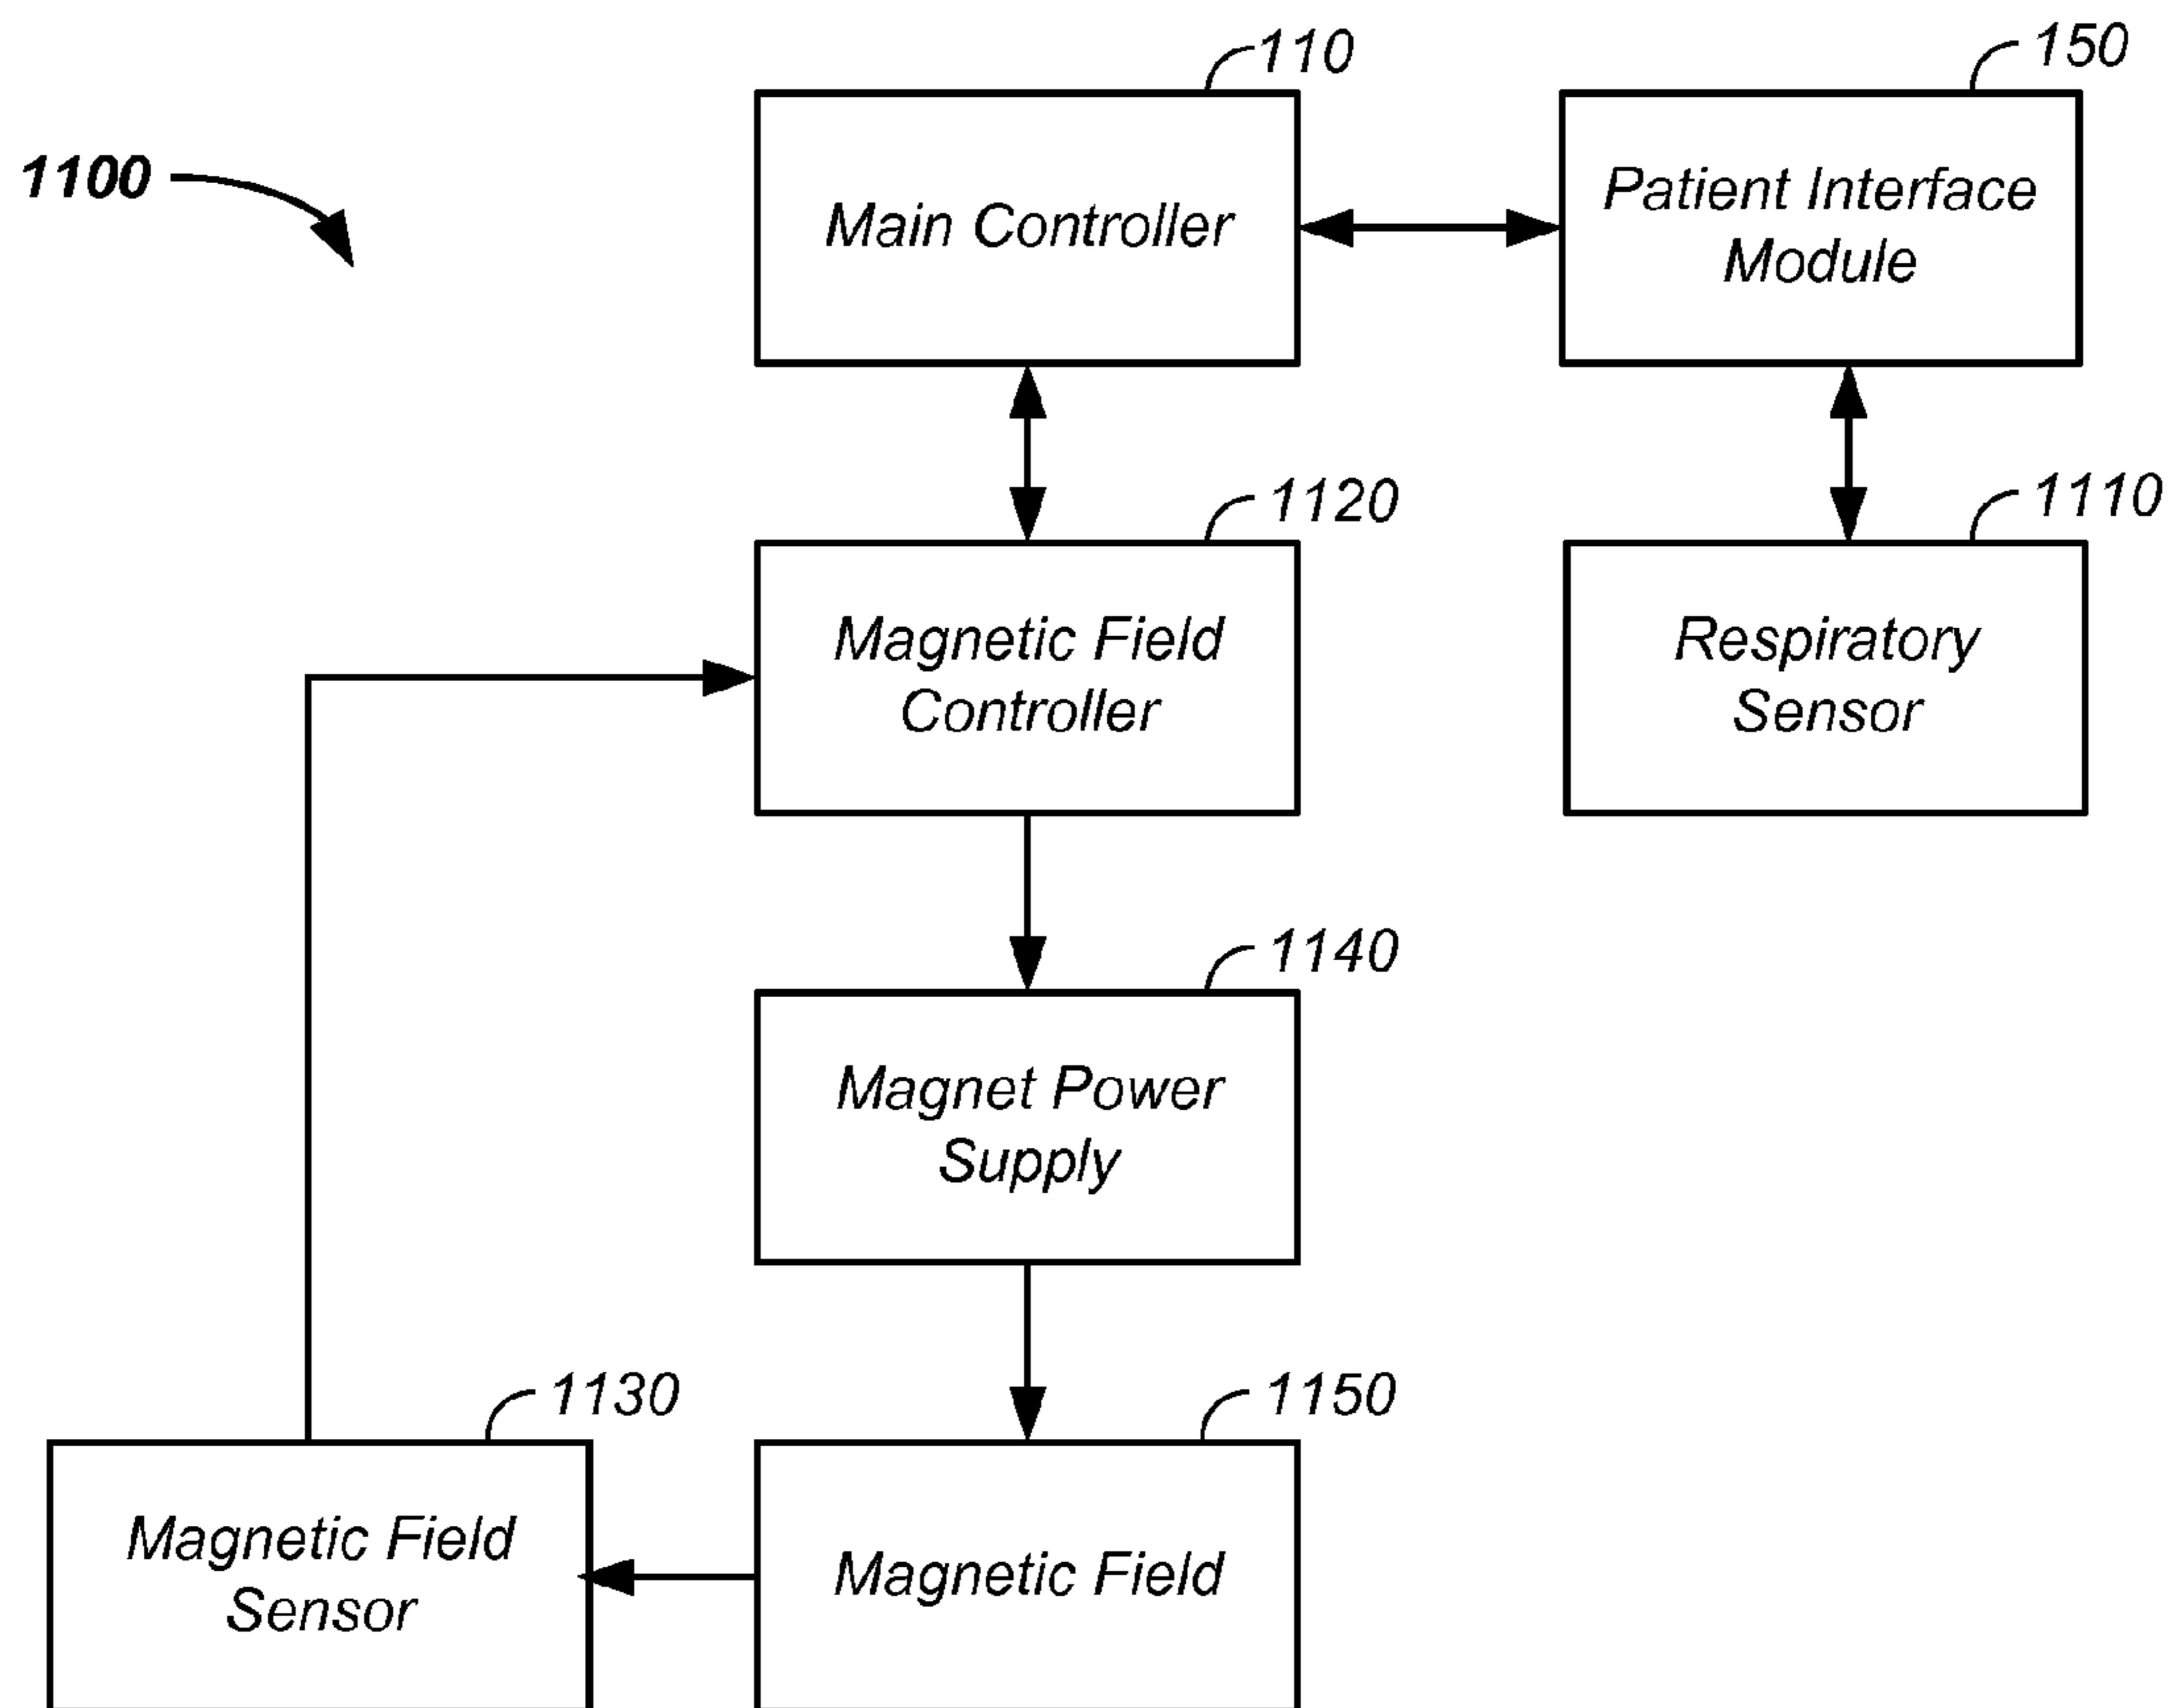 110
150
1100
Main Controller
Patient Interface
Module
1120
1110
Magnetic Field
Controller
Respiratory
Sensor
1140
Magnet Power
Supply
1130
1150
Magnetic Field
Sensor
Magnetic Field